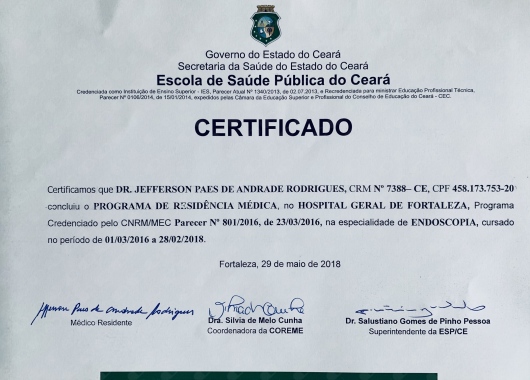 Governo do Estado do Ceará
Secretaria da Saúde do Estado do Ceará
Escola de Saúde Pública do Ceará
Credenciada como Instituição de Ensino Superior - IES, Parecer Atual Nº 1340/2013, de 02.07.2013, e Recredenciada para ministrar Educação Profissional Técnica,
Parecer Nº 0106/2014, de 15/01/2014, expedidos pelas Câmara da Educação Superior e Profissional do Conselho de Educação do Ceará - CEC.
CERTIFICADO
Certificamos que DR. JEFFERSON PAES DE ANDRADE RODRIGUES, CRM Nº 7388– CE, CPF 458.173.753-20
concluiu o PROGRAMA DE RESIDÊNCIA MÉDICA, no HOSPITAL GERAL DE FORTALEZA, Programa
Credenciado pelo CNRM/MEC Parecer Nº 801/2016, de 23/03/2016, na especialidade de ENDOSCOPIA, cursado
no período de 01/03/2016 a 28/02/2018.
Fortaleza, 29 de maio de 2018
Jefferson Paes de Andrade Rodrigues
Médico Residente
Dra. Silvia de Melo Cunha
Coordenadora da COREME
Dr. Salustiano Gomes de Pinho Pessoa
Superintendente da ESP/CE